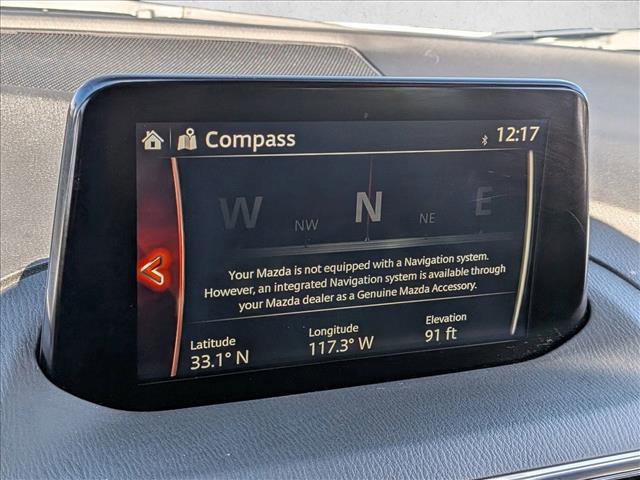 Compass 12:17
W NW N NE E
Your Mazda is not equipped with a Navigation system.
However, an integrated Navigation system is available through
your Mazda dealer as a Genuine Mazda Accessory.
Latitude Longitude Elevation
33.1° N 117.3° W 91 ft